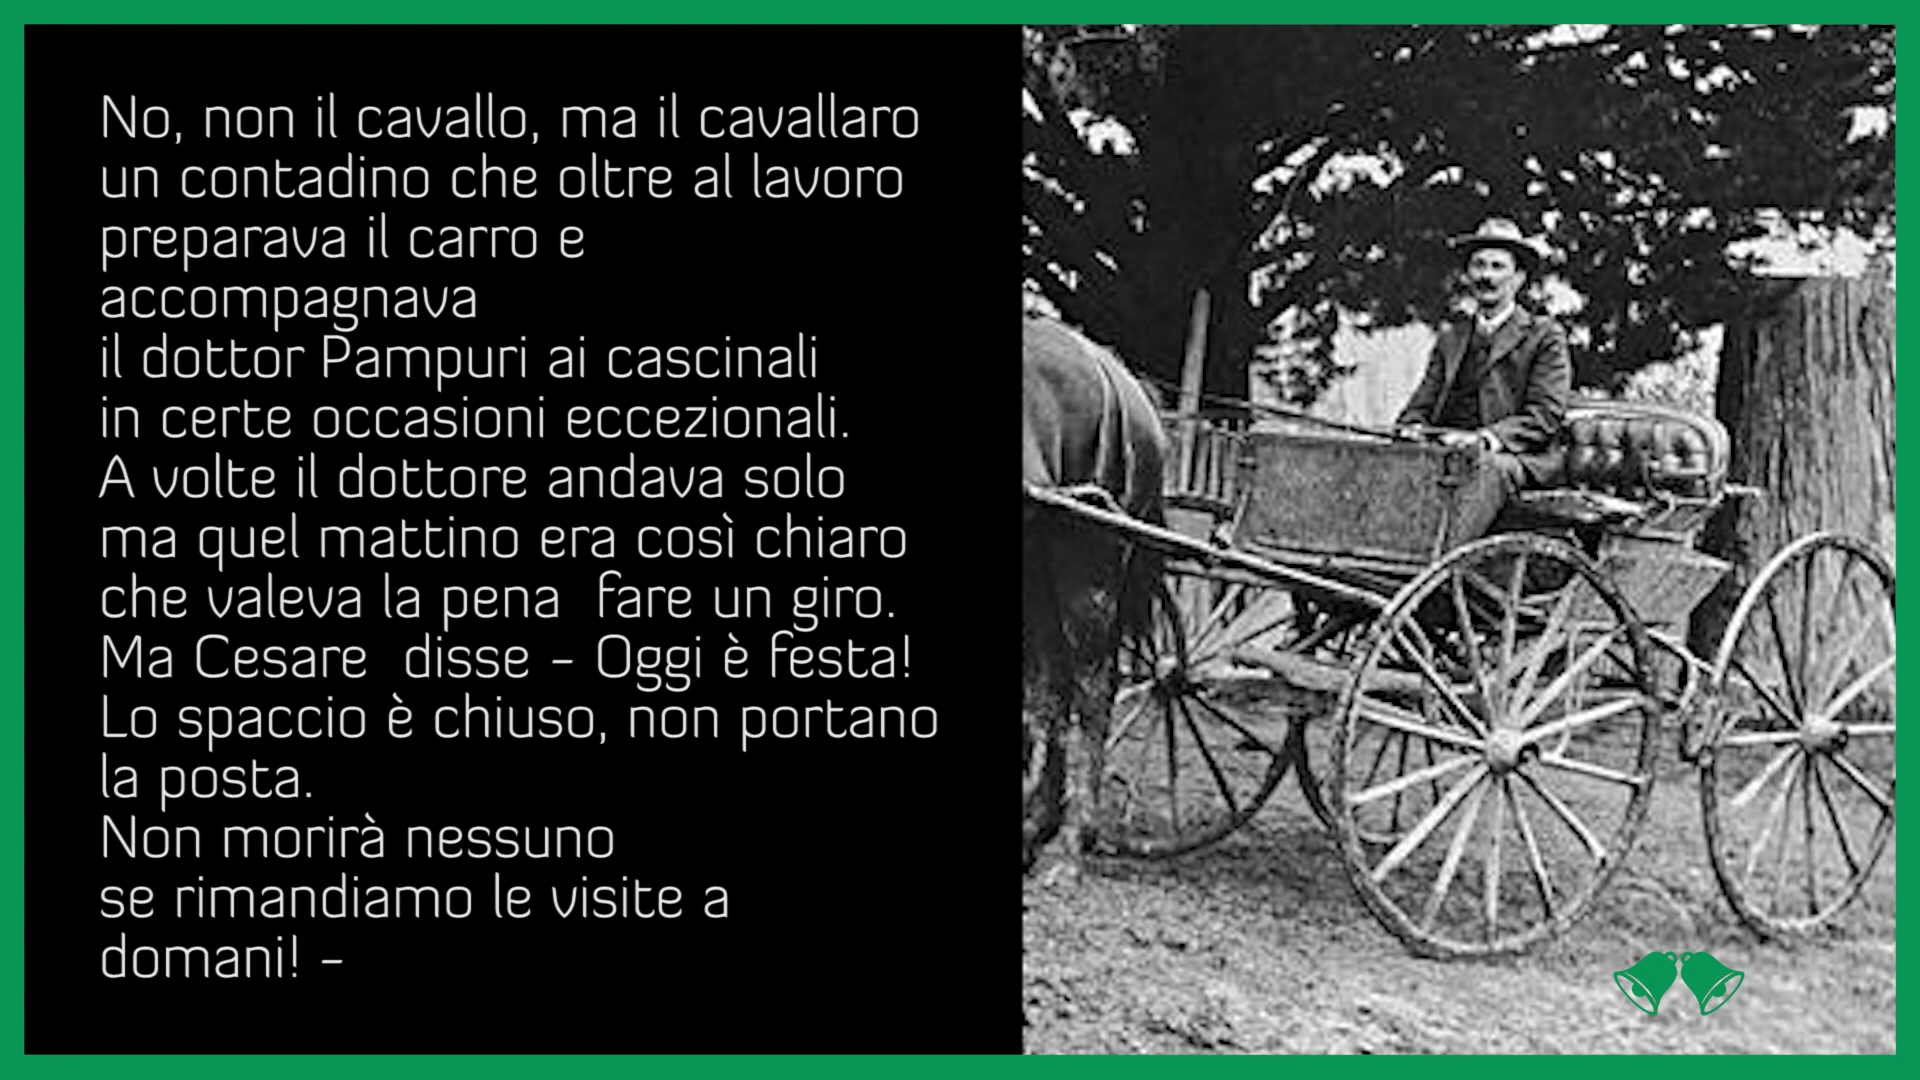 No, non il cavallo, ma il cavallaro
un contadino che oltre al lavoro
preparava il carro e
accompagnava
il dottor Pampuri ai cascinali
in certe occasioni eccezionali.
A volte il dottore andava solo
ma quel mattino era così chiaro
che valeva la pena  fare un giro.
Ma Cesare  disse – Oggi è festa!
Lo spaccio è chiuso, non portano
la posta.
Non morirà nessuno
se rimandiamo le visite a
domani! –